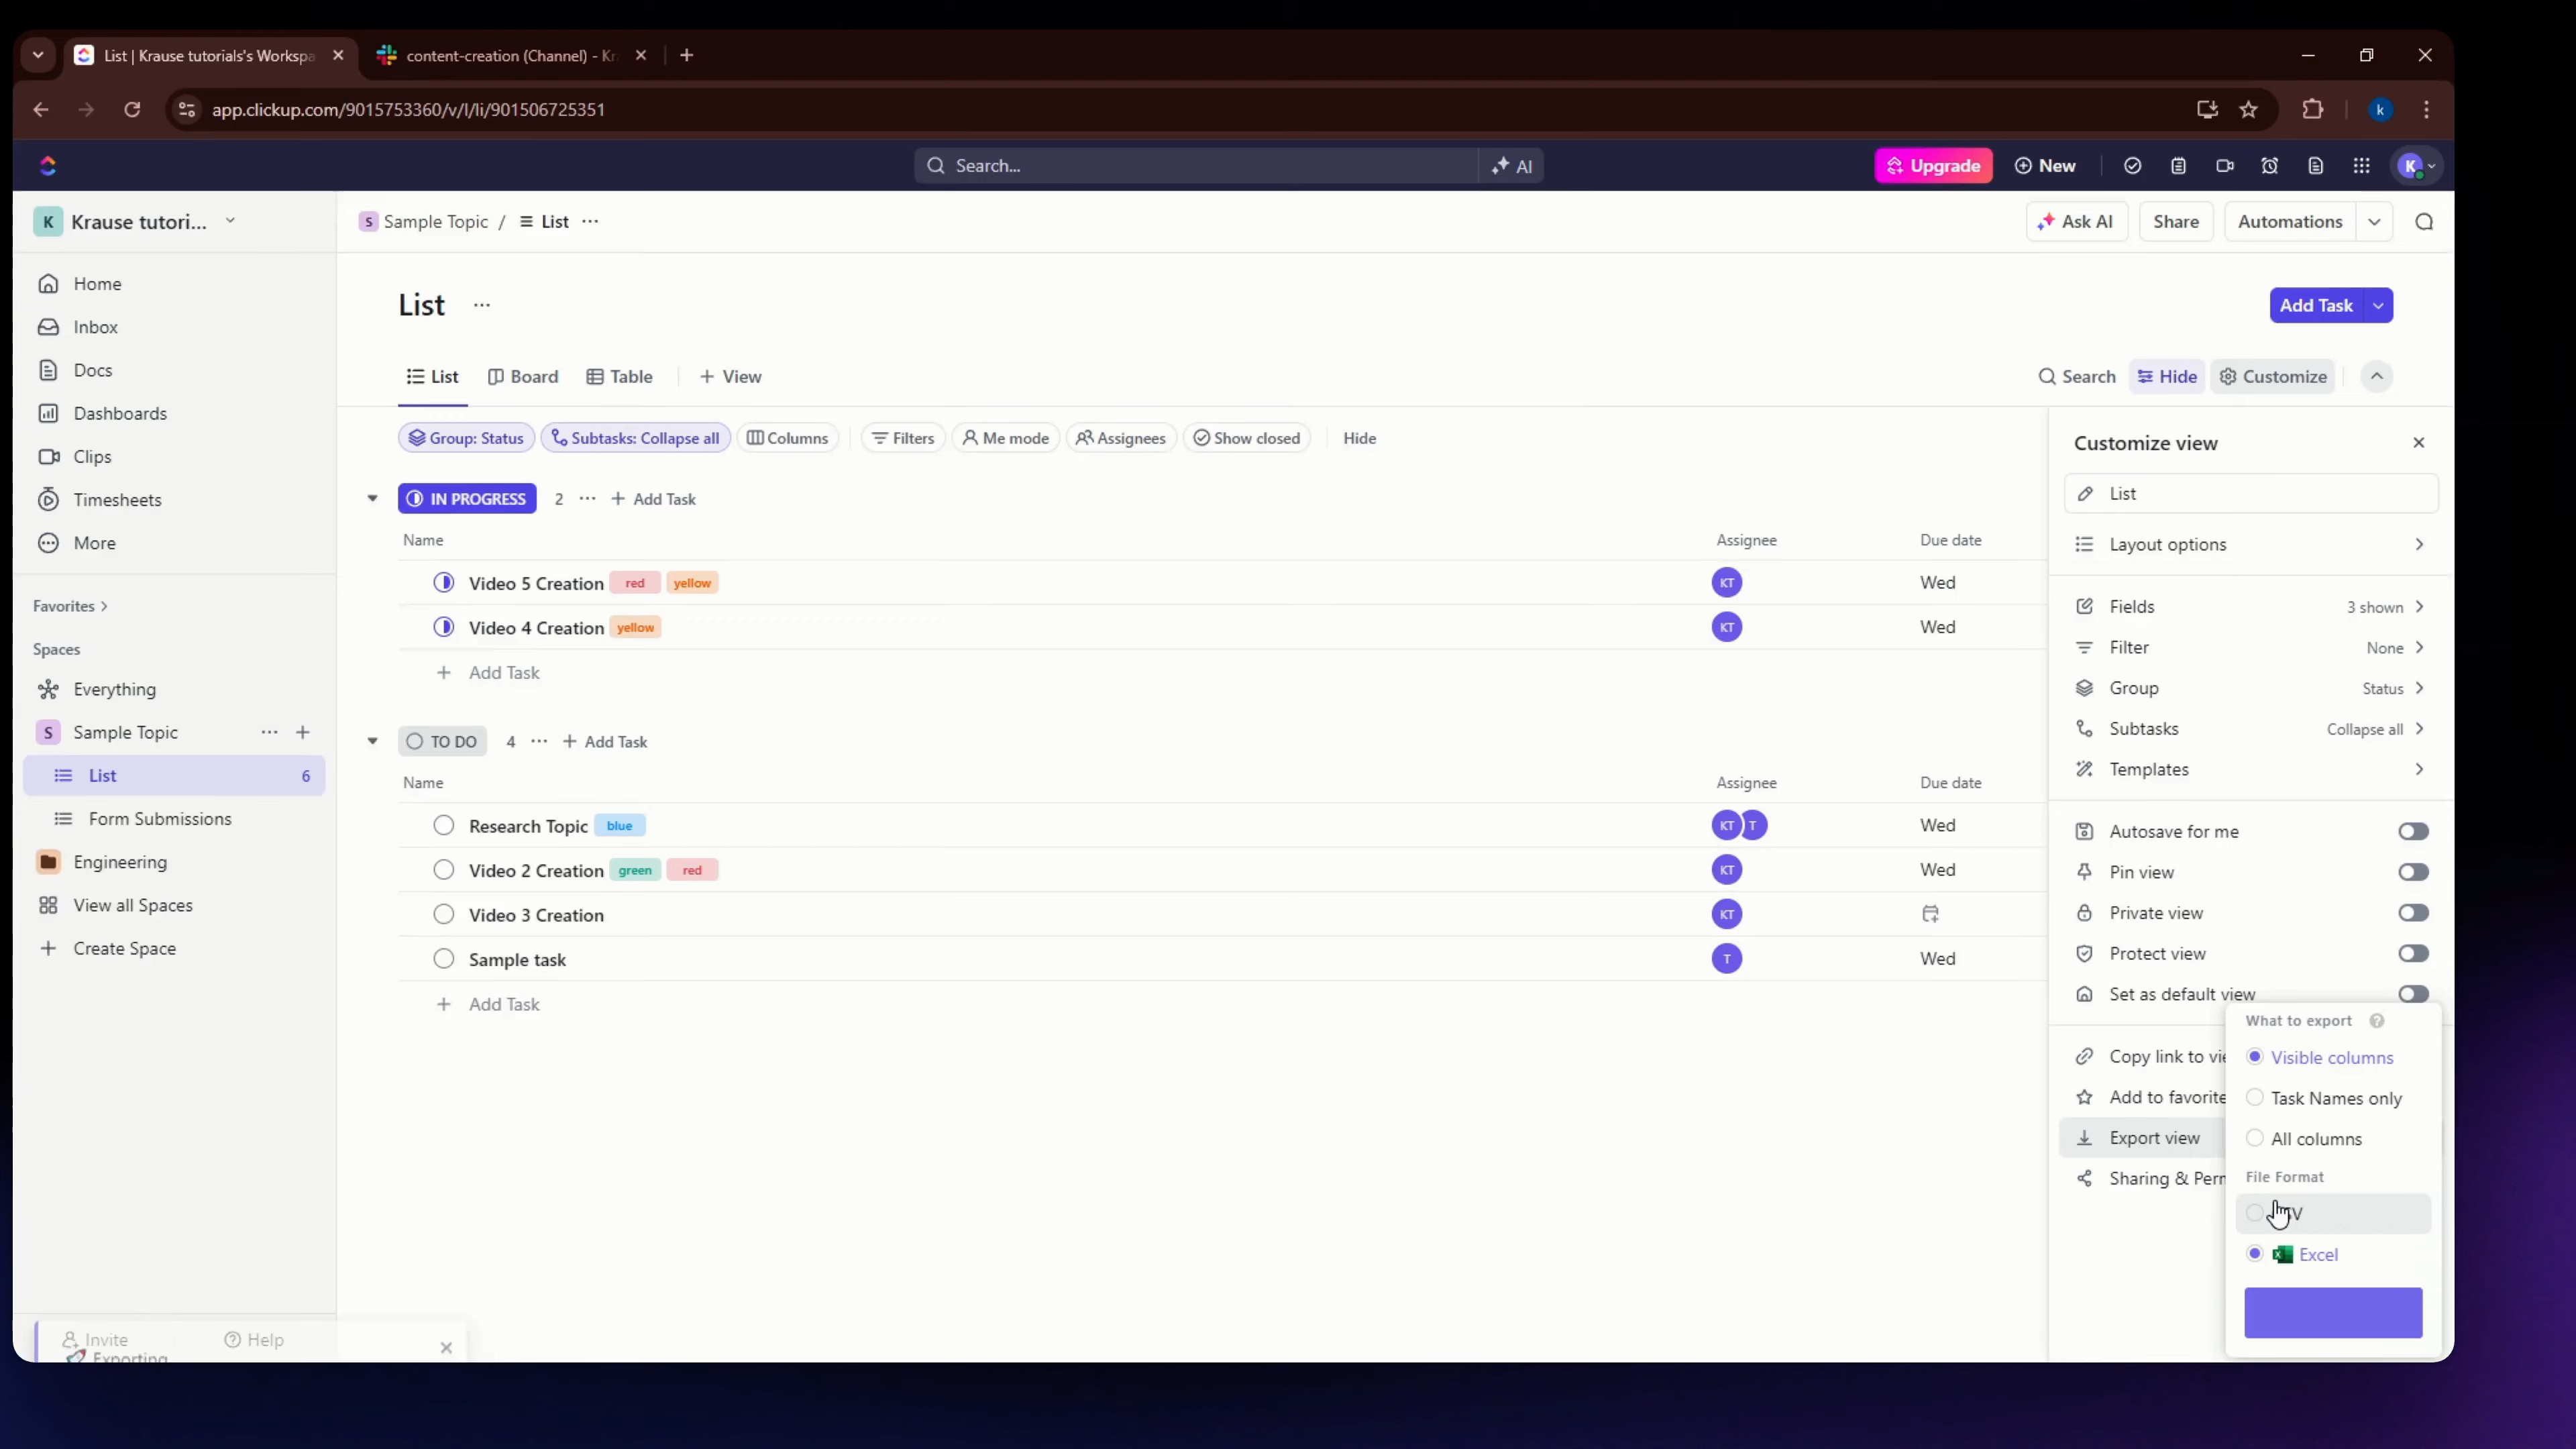 List | Krause tutorials's Workspa
content-creation (Channel) - Kr
app.clickup.com/9015753360/v/l/li/901506725351
k
Search...
AI
Upgrade
New
K
K Krause tutori...
S Sample Topic / List ...
Ask AI
Share
Automations
Home
Inbox
Docs
Dashboards
Clips
Timesheets
More
Favorites
Spaces
Everything
S Sample Topic
List 6
Form Submissions
Engineering
View all Spaces
Create Space
Invite
Help
Exporting
List ...
Add Task
List
Board
Table
+ View
Search
Hide
Customize
Group: Status
Subtasks: Collapse all
Columns
Filters
Me mode
Assignees
Show closed
Hide
IN PROGRESS 2 ... + Add Task
Name Assignee Due date
Video 5 Creation red yellow KT Wed
Video 4 Creation yellow KT Wed
+ Add Task
TO DO 4 ... + Add Task
Name Assignee Due date
Research Topic blue KT T Wed
Video 2 Creation green red KT Wed
Video 3 Creation KT
Sample task T Wed
+ Add Task
Customize view
List
Layout options
Fields 3 shown
Filter None
Group Status
Subtasks Collapse all
Templates
Autosave for me
Pin view
Private view
Protect view
Set as default view
Copy link to vie
Add to favorite
Export view
Sharing & Perm
What to export ?
Visible columns
Task Names only
All columns
File Format
Excel